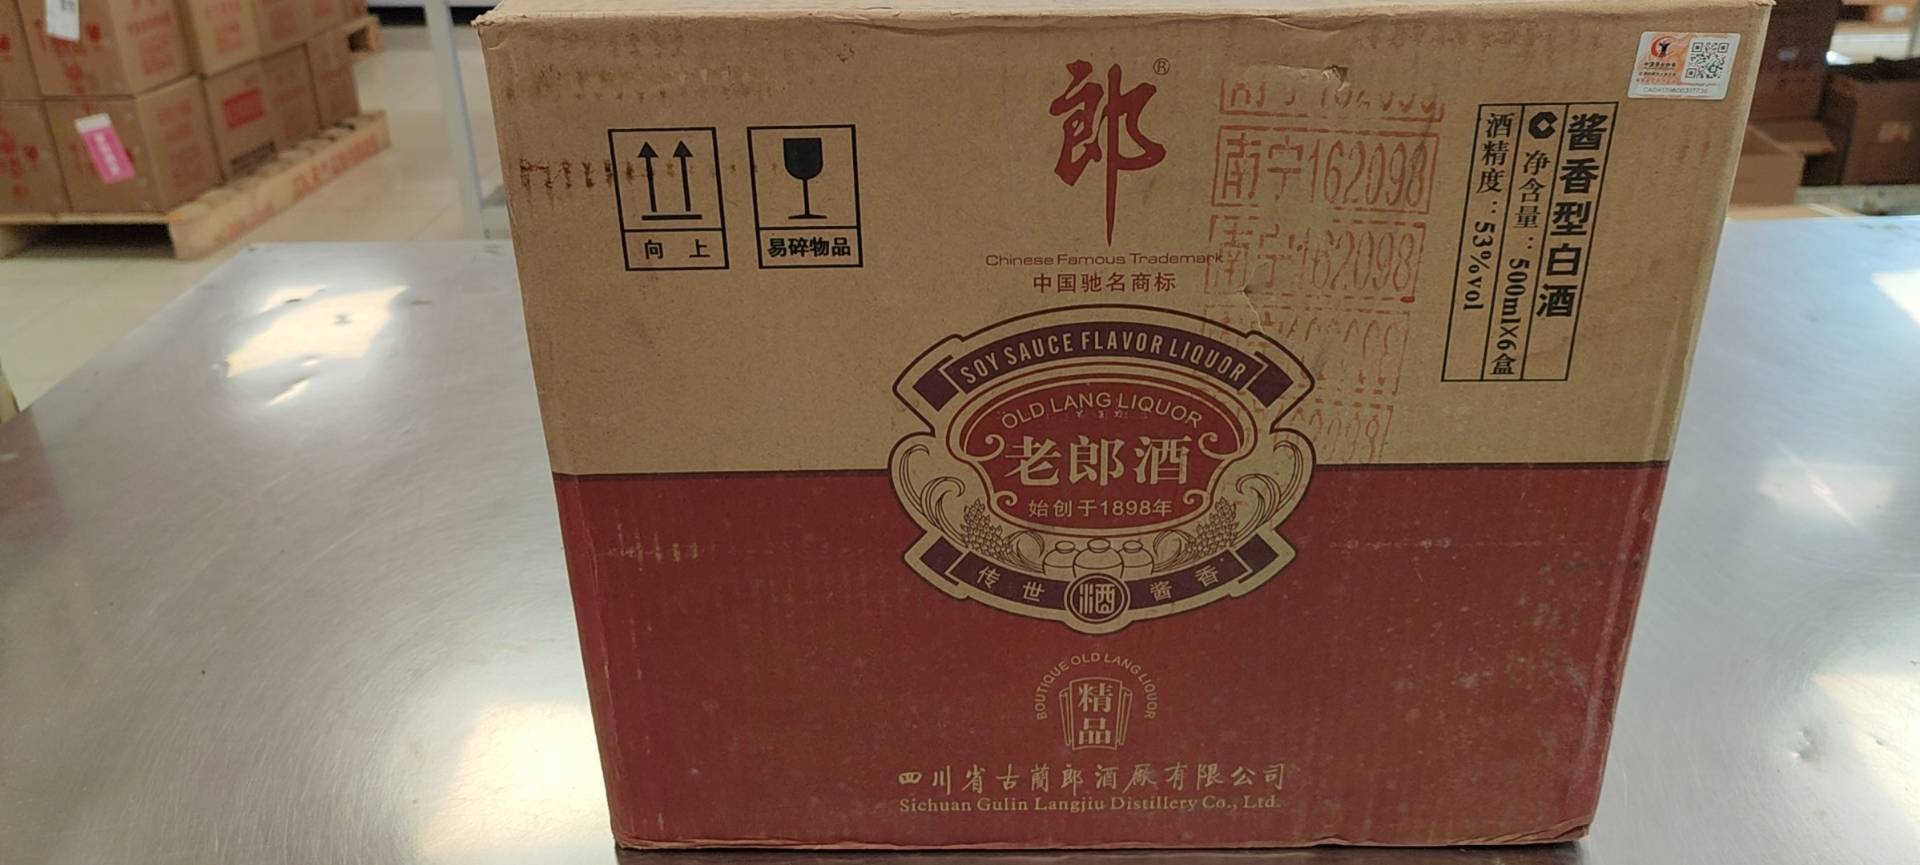 郎®
Chinese Famous Trademark
中国驰名商标
向上
易碎物品
南宁162098
南宁162098
酱香型白酒
净含量：500ml×6盒
酒精度：53%vol
SOY SAUCE FLAVOR LIQUOR
OLD LANG LIQUOR
老郎酒
始创于1898年
传世
酒
酱香
BOUTIQUE OLD LANG LIQUOR
精品
四川省古蔺郎酒厰有限公司
Sichuan Gulin Langjiu Distillery Co., Ltd.